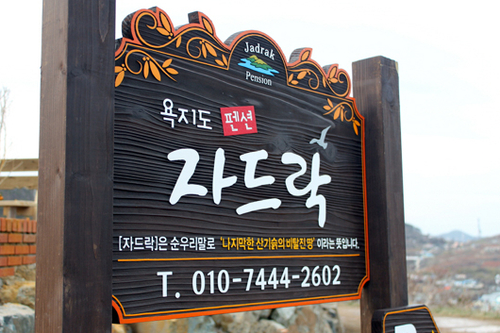 Jadrak
Pension
욕지도 펜션
자드락
[자드락]은 순우리말로 '나지막한 산기슭의 비탈진 땅' 이라는 뜻입니다.
T. 010-7444-2602